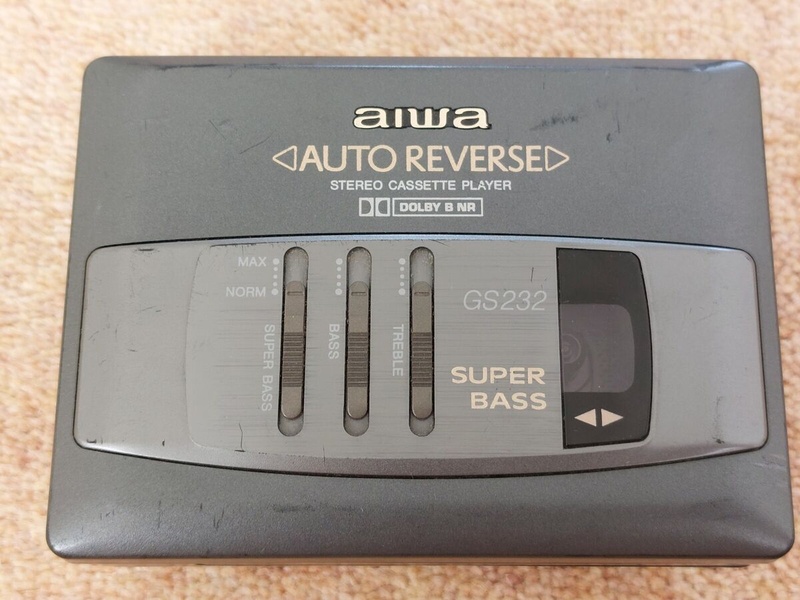 aiwa
AUTO REVERSE
STEREO CASSETTE PLAYER
DOLBY B NR
MAX
NORM
SUPER BASS
BASS
TREBLE
GS232
SUPER
BASS